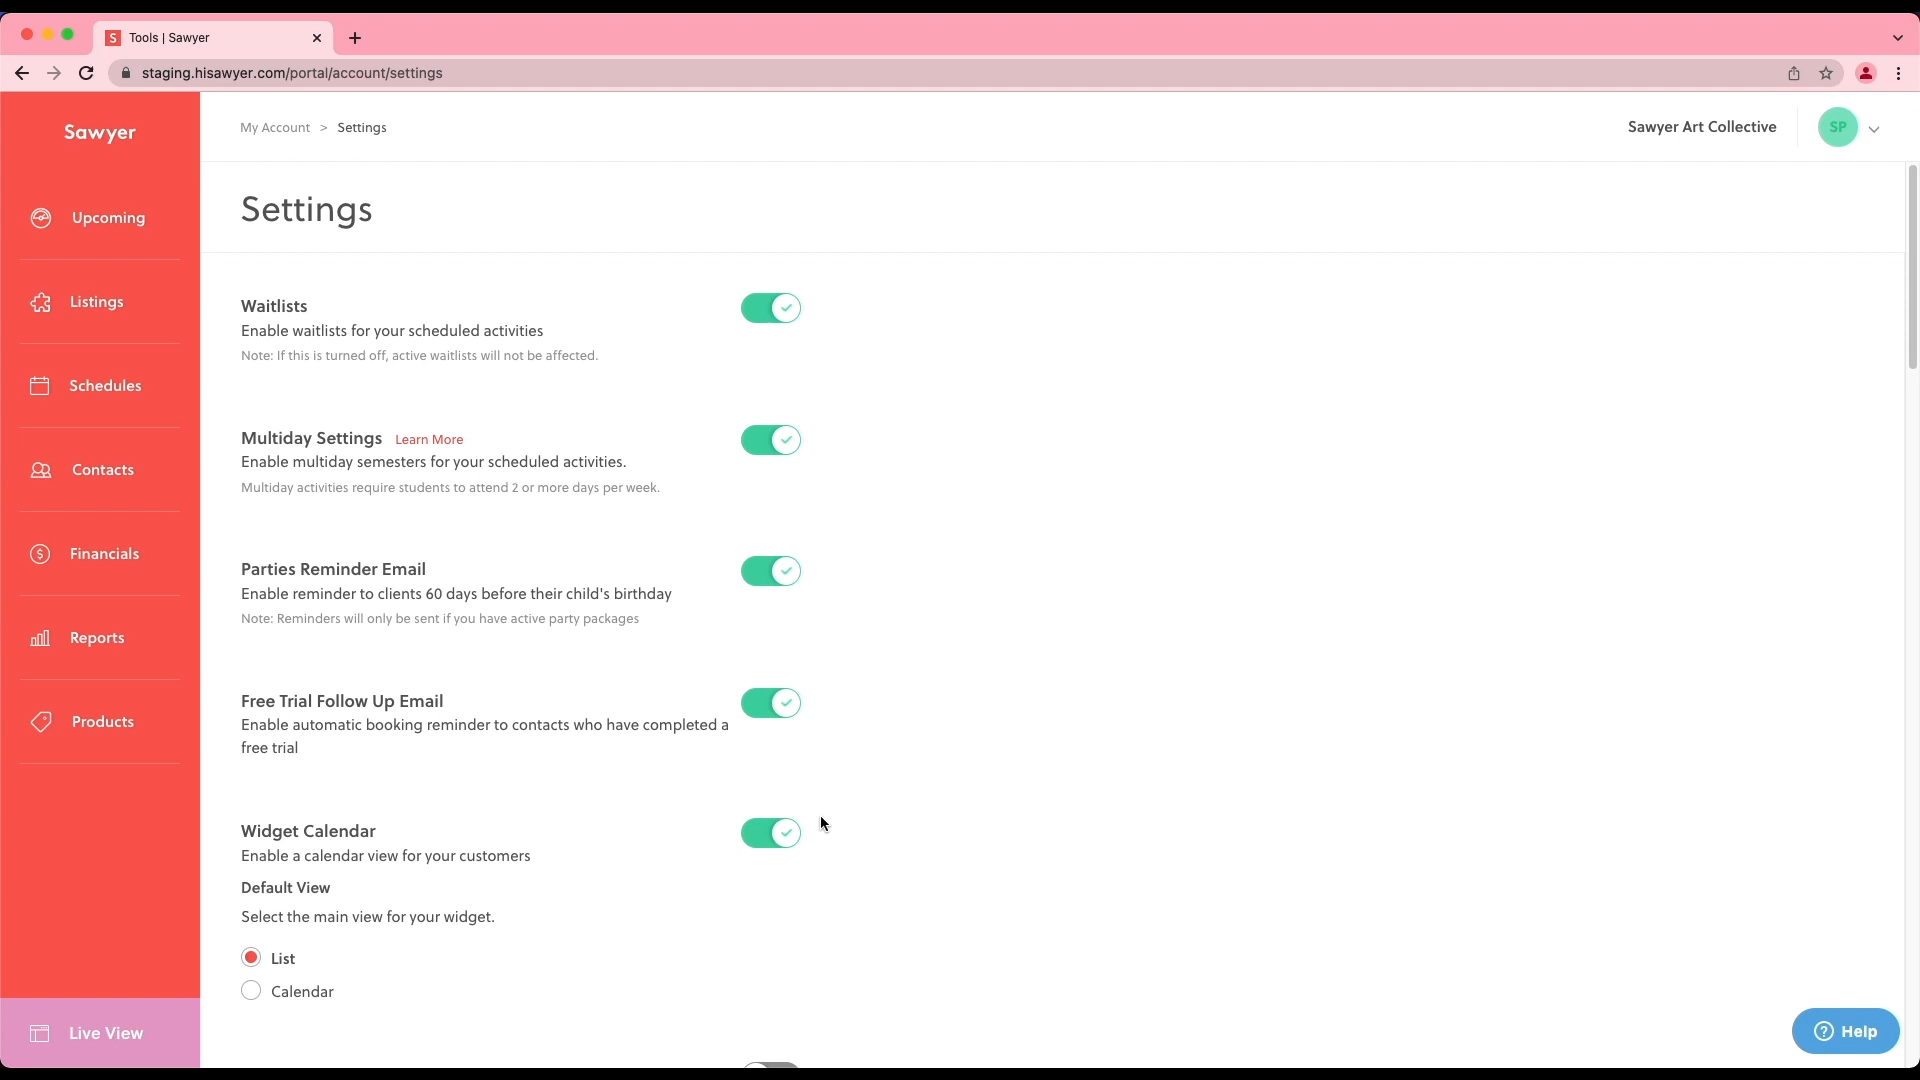 S Tools | Sawyer
staging.hisawyer.com/portal/account/settings
Sawyer
My Account > Settings
Sawyer Art Collective
SP
Upcoming
Listings
Schedules
Contacts
Financials
Reports
Products
Live View
Settings
Waitlists
Enable waitlists for your scheduled activities
Note: If this is turned off, active waitlists will not be affected.
Multiday Settings Learn More
Enable multiday semesters for your scheduled activities.
Multiday activities require students to attend 2 or more days per week.
Parties Reminder Email
Enable reminder to clients 60 days before their child's birthday
Note: Reminders will only be sent if you have active party packages
Free Trial Follow Up Email
Enable automatic booking reminder to contacts who have completed a
free trial
Widget Calendar
Enable a calendar view for your customers
Default View
Select the main view for your widget.
List
Calendar
? Help